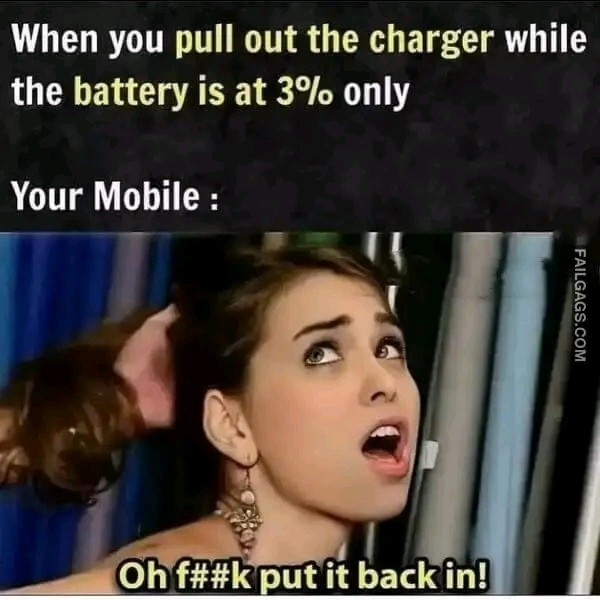 When you pull out the charger while
the battery is at 3% only
Your Mobile :
FAILGAGS.COM
Oh f##k put it back in!